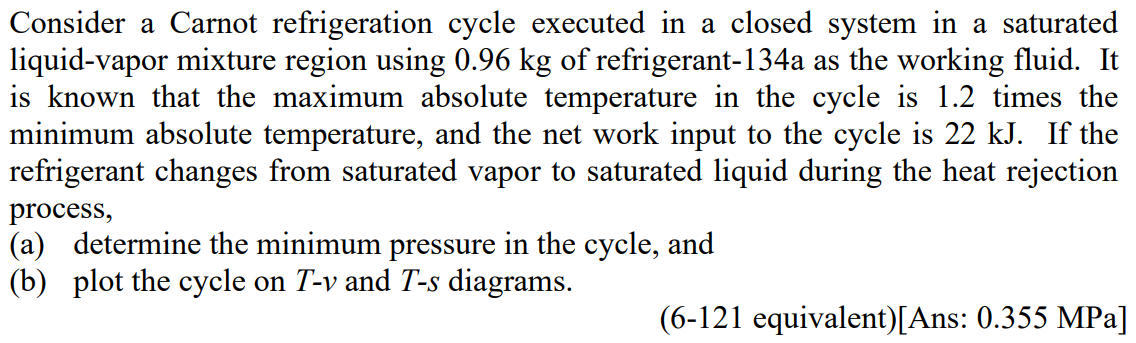 Consider a Carnot refrigeration cycle executed in a closed system in a saturated
liquid-vapor mixture region using 0.96 kg of refrigerant-134a as the working fluid. It
is known that the maximum absolute temperature in the cycle is 1.2 times the
minimum absolute temperature, and the net work input to the cycle is 22 kJ. If the
refrigerant changes from saturated vapor to saturated liquid during the heat rejection
process,
(a) determine the minimum pressure in the cycle, and
(b) plot the cycle on T-v and T-s diagrams.
(6-121 equivalent)[Ans: 0.355 MPa]